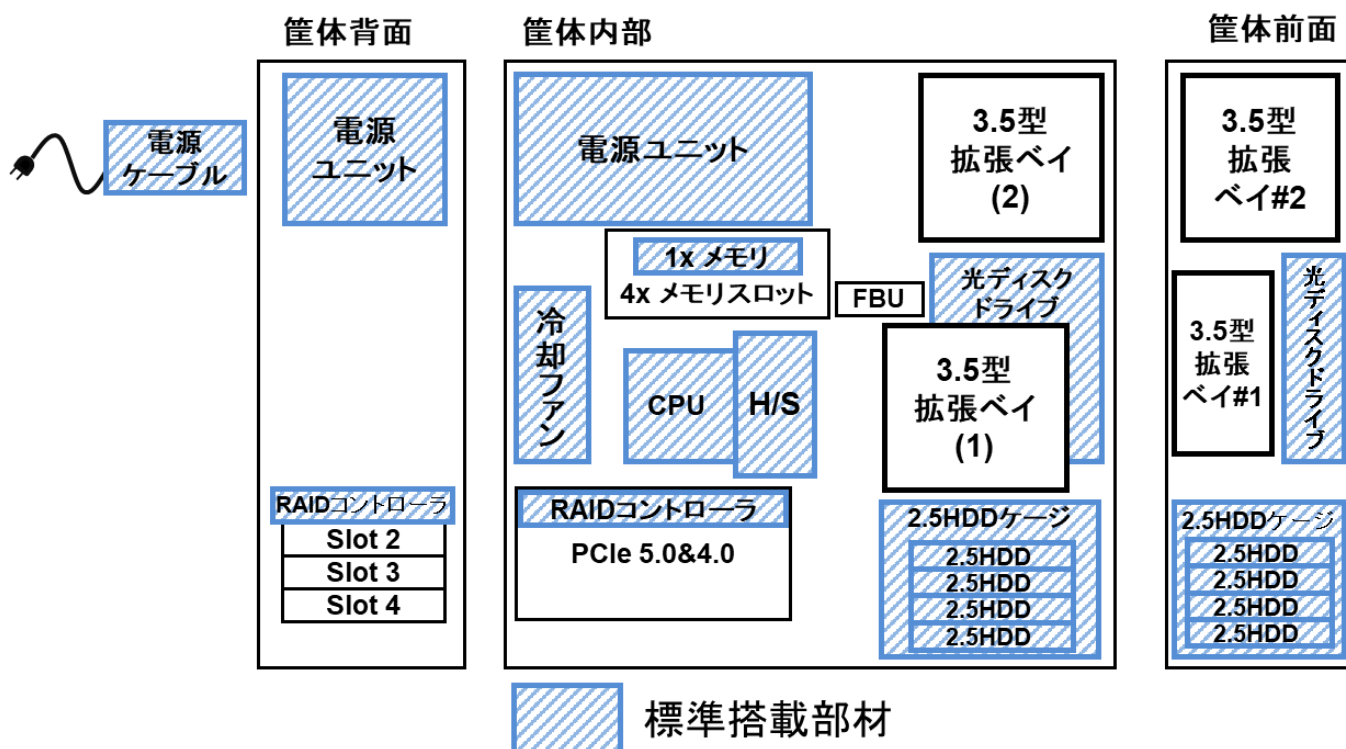 筐体背面
電源
ケーブル
電源
ユニット
RAIDコントローラ
Slot 2
Slot 3
Slot 4
筐体内部
電源ユニット
3.5型
拡張ベイ
(2)
1x メモリ
4x メモリスロット
FBU
光ディスク
ドライブ
冷却ファン
CPU
H/S
3.5型
拡張ベイ
(1)
RAIDコントローラ
PCIe 5.0&4.0
2.5HDDケージ
2.5HDD
2.5HDD
2.5HDD
2.5HDD
筐体前面
3.5型
拡張
ベイ#2
3.5型
拡張
ベイ#1
光ディスクドライブ
2.5HDDケージ
2.5HDD
2.5HDD
2.5HDD
2.5HDD
標準搭載部材